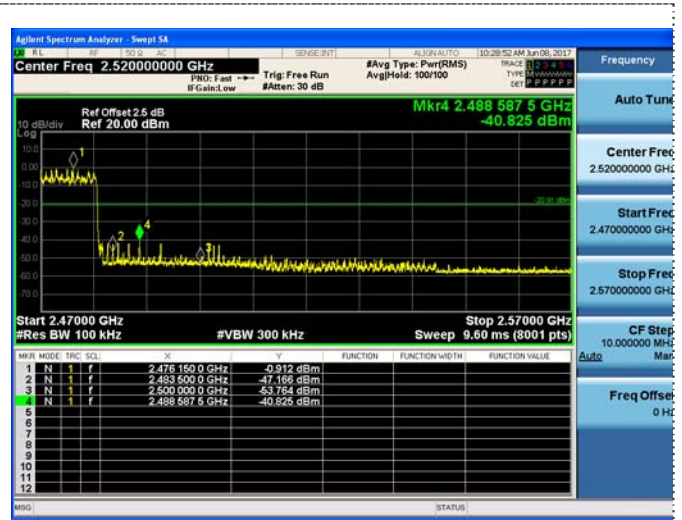 Agilent Spectrum Analyzer - Swept SA
RL RF 50 Ω AC SENSE:INT ALIGN AUTO 10:28:52 AM Jun 08, 2017
Center Freq 2.520000000 GHz #Avg Type: Pwr(RMS) TRACE 1 2 3 4 5 6
PNO: Fast Trig: Free Run Avg|Hold: 100/100 TYPE M
IFGain:Low #Atten: 30 dB DET P P P P P P
Ref Offset 2.5 dB Mkr4 2.488 587 5 GHz
10 dB/div Ref 20.00 dBm -40.825 dBm
Log
10.0
0.00
-10.0
-20.0
-20.91 dBm
-30.0
-40.0
-50.0
-60.0
-70.0
1
2
4
3
Start 2.47000 GHz Stop 2.57000 GHz
#Res BW 100 kHz #VBW 300 kHz Sweep 9.60 ms (8001 pts)
MKR MODE TRC SCL X Y FUNCTION FUNCTION WIDTH FUNCTION VALUE
1 N 1 f 2.476 150 0 GHz -0.912 dBm
2 N 1 f 2.483 500 0 GHz -47.166 dBm
3 N 1 f 2.500 000 0 GHz -53.764 dBm
4 N 1 f 2.488 587 5 GHz -40.825 dBm
5
6
7
8
9
10
11
12
MSG STATUS
Frequency
Auto Tune
Center Freq
2.520000000 GHz
Start Freq
2.470000000 GHz
Stop Freq
2.570000000 GHz
CF Step
10.000000 MHz
Auto Man
Freq Offset
0 Hz